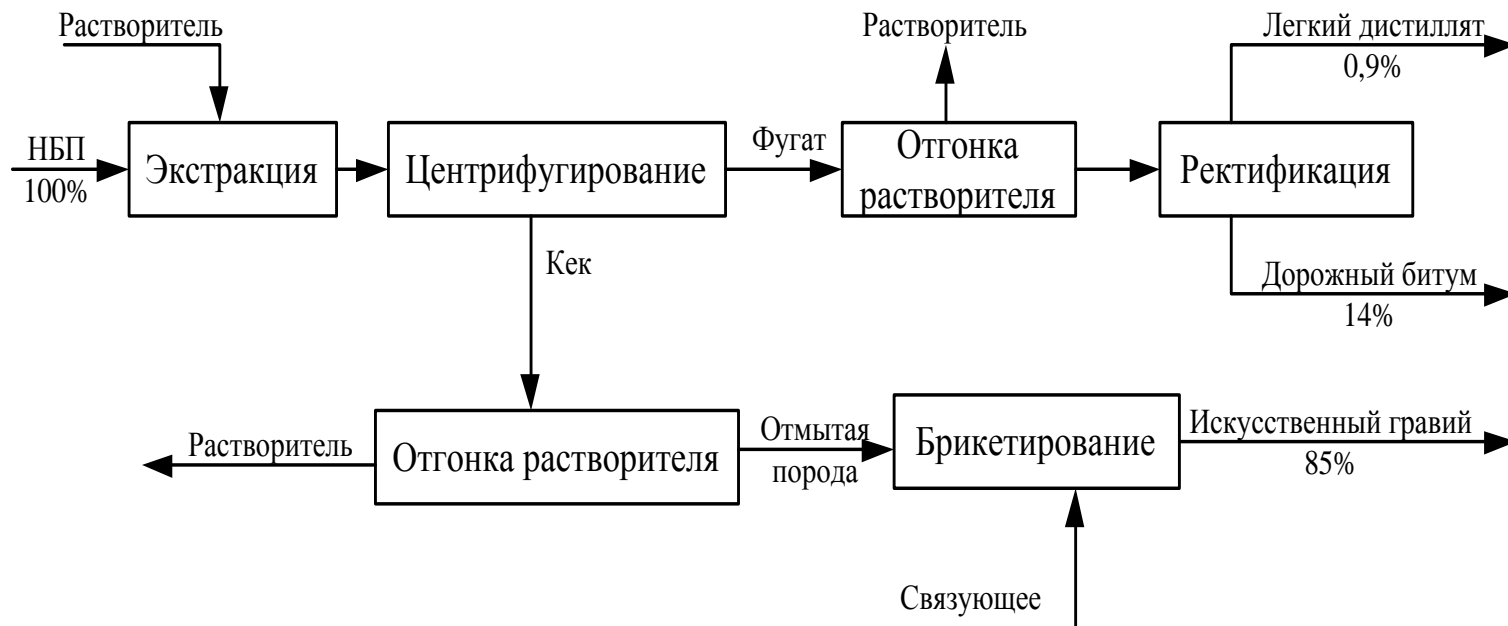 Растворитель
Растворитель
Легкий дистиллят
0,9%
НБП
100%
Экстракция
Центрифугирование
Фугат
Отгонка
растворителя
Ректификация
Кек
Дорожный битум
14%
Растворитель
Отгонка растворителя
Отмытая
порода
Брикетирование
Искусственный гравий
85%
Связующее